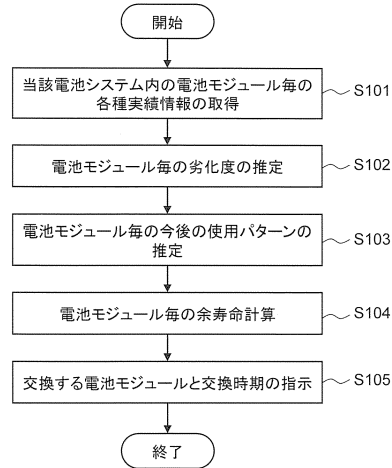 開始
当該電池システム内の電池モジュール毎の
各種実績情報の取得
S101
電池モジュール毎の劣化度の推定
S102
電池モジュール毎の今後の使用パターンの
推定
S103
電池モジュール毎の余寿命計算
S104
交換する電池モジュールと交換時期の指示
S105
終了